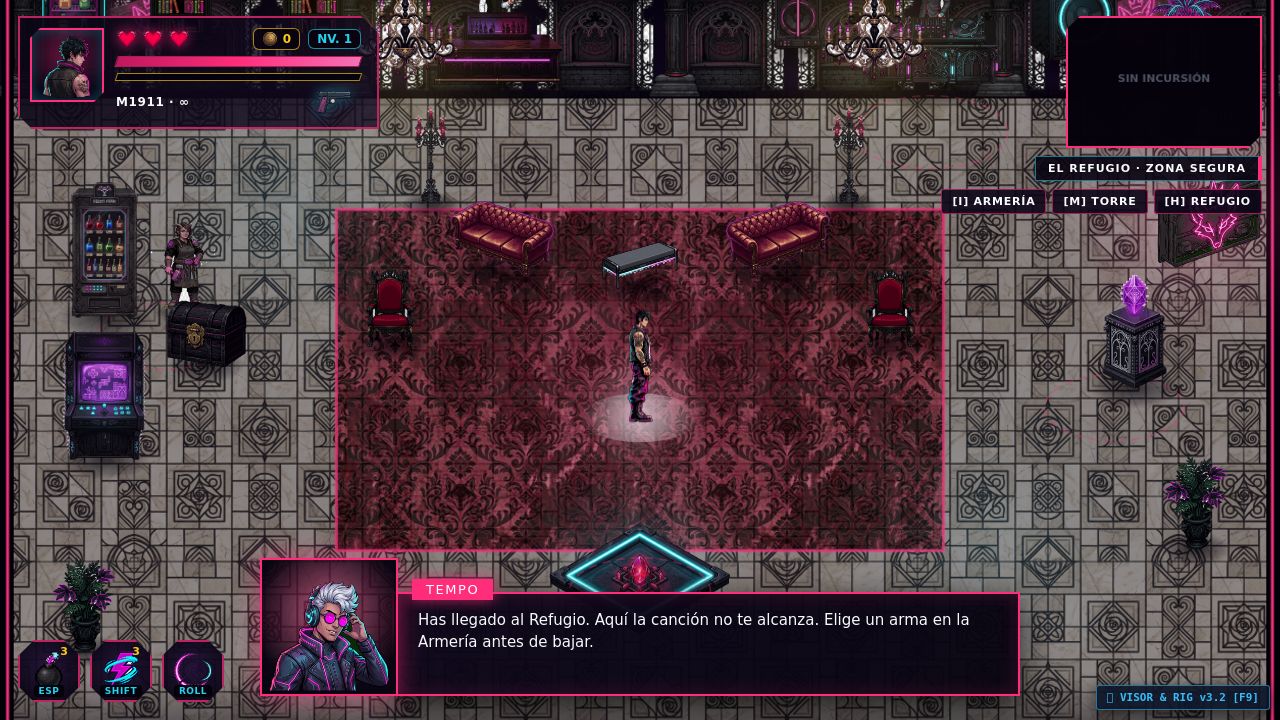 0
NV. 1
M1911 · ∞
SIN INCURSIÓN
EL REFUGIO · ZONA SEGURA
[I] ARMERÍA
[M] TORRE
[H] REFUGIO
TEMPO
Has llegado al Refugio. Aquí la canción no te alcanza. Elige un arma en la
Armería antes de bajar.
3
ESP
3
SHIFT
ROLL
VISOR & RIG v3.2 [F9]